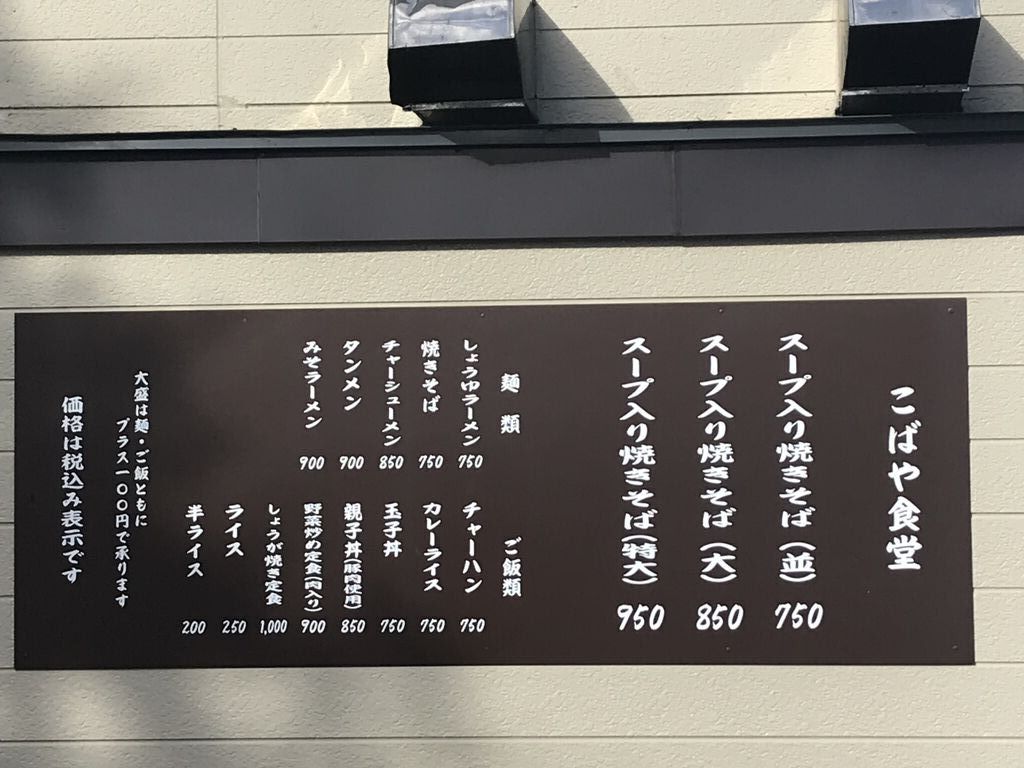 こばや食堂
スープ入り焼きそば(並) 750
スープ入り焼きそば(大) 850
スープ入り焼きそば(特大) 950
麺類
しょうゆラーメン 750
焼きそば 750
チャーシューメン 850
タンメン 900
みそラーメン 900
ご飯類
チャーハン 750
カレーライス 750
玉子丼 750
親子丼(豚肉使用) 850
野菜炒め定食(肉入り) 900
しょうが焼き定食 1,000
ライス 250
半ライス 200
大盛は麺・ご飯ともに
プラス一〇〇円で承ります
価格は税込み表示です